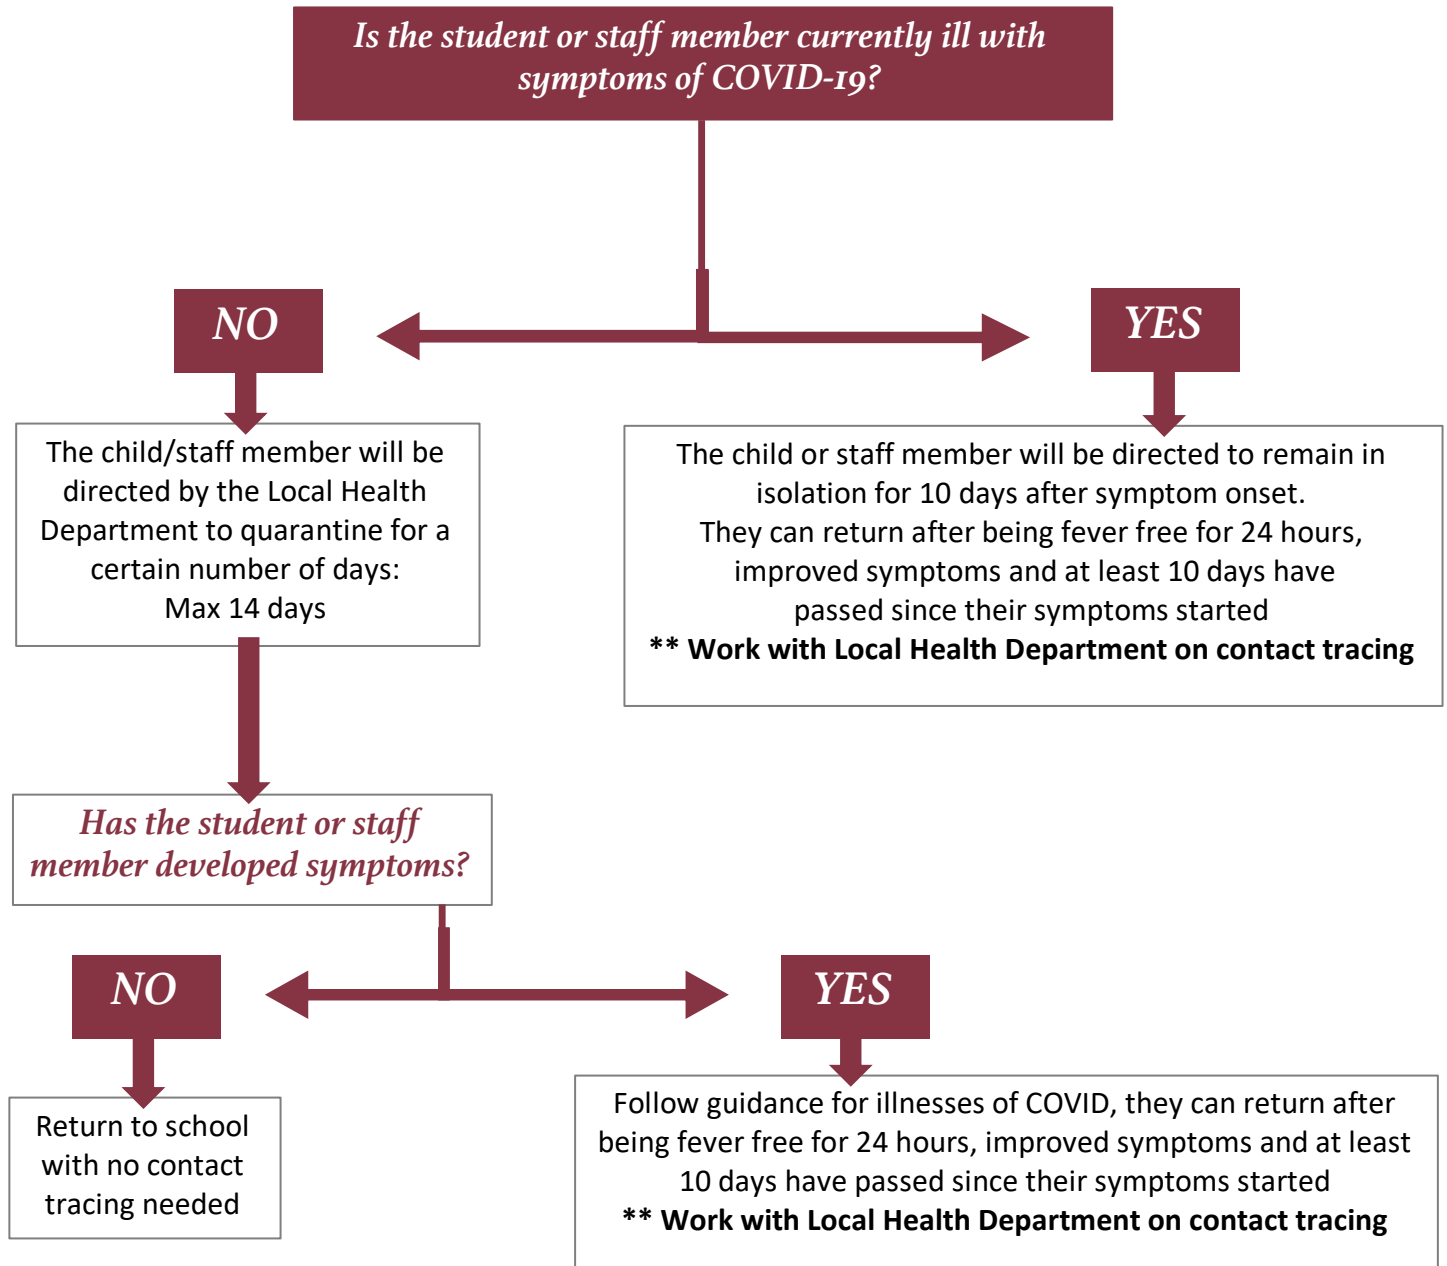 Is the student or staff member currently ill with
symptoms of COVID-19?
NO
YES
The child/staff member will be
directed by the Local Health
Department to quarantine for a
certain number of days:
Max 14 days
The child or staff member will be directed to remain in
isolation for 10 days after symptom onset.
They can return after being fever free for 24 hours,
improved symptoms and at least 10 days have
passed since their symptoms started
** Work with Local Health Department on contact tracing
Has the student or staff
member developed symptoms?
NO
YES
Return to school
with no contact
tracing needed
Follow guidance for illnesses of COVID, they can return after
being fever free for 24 hours, improved symptoms and at least
10 days have passed since their symptoms started
** Work with Local Health Department on contact tracing